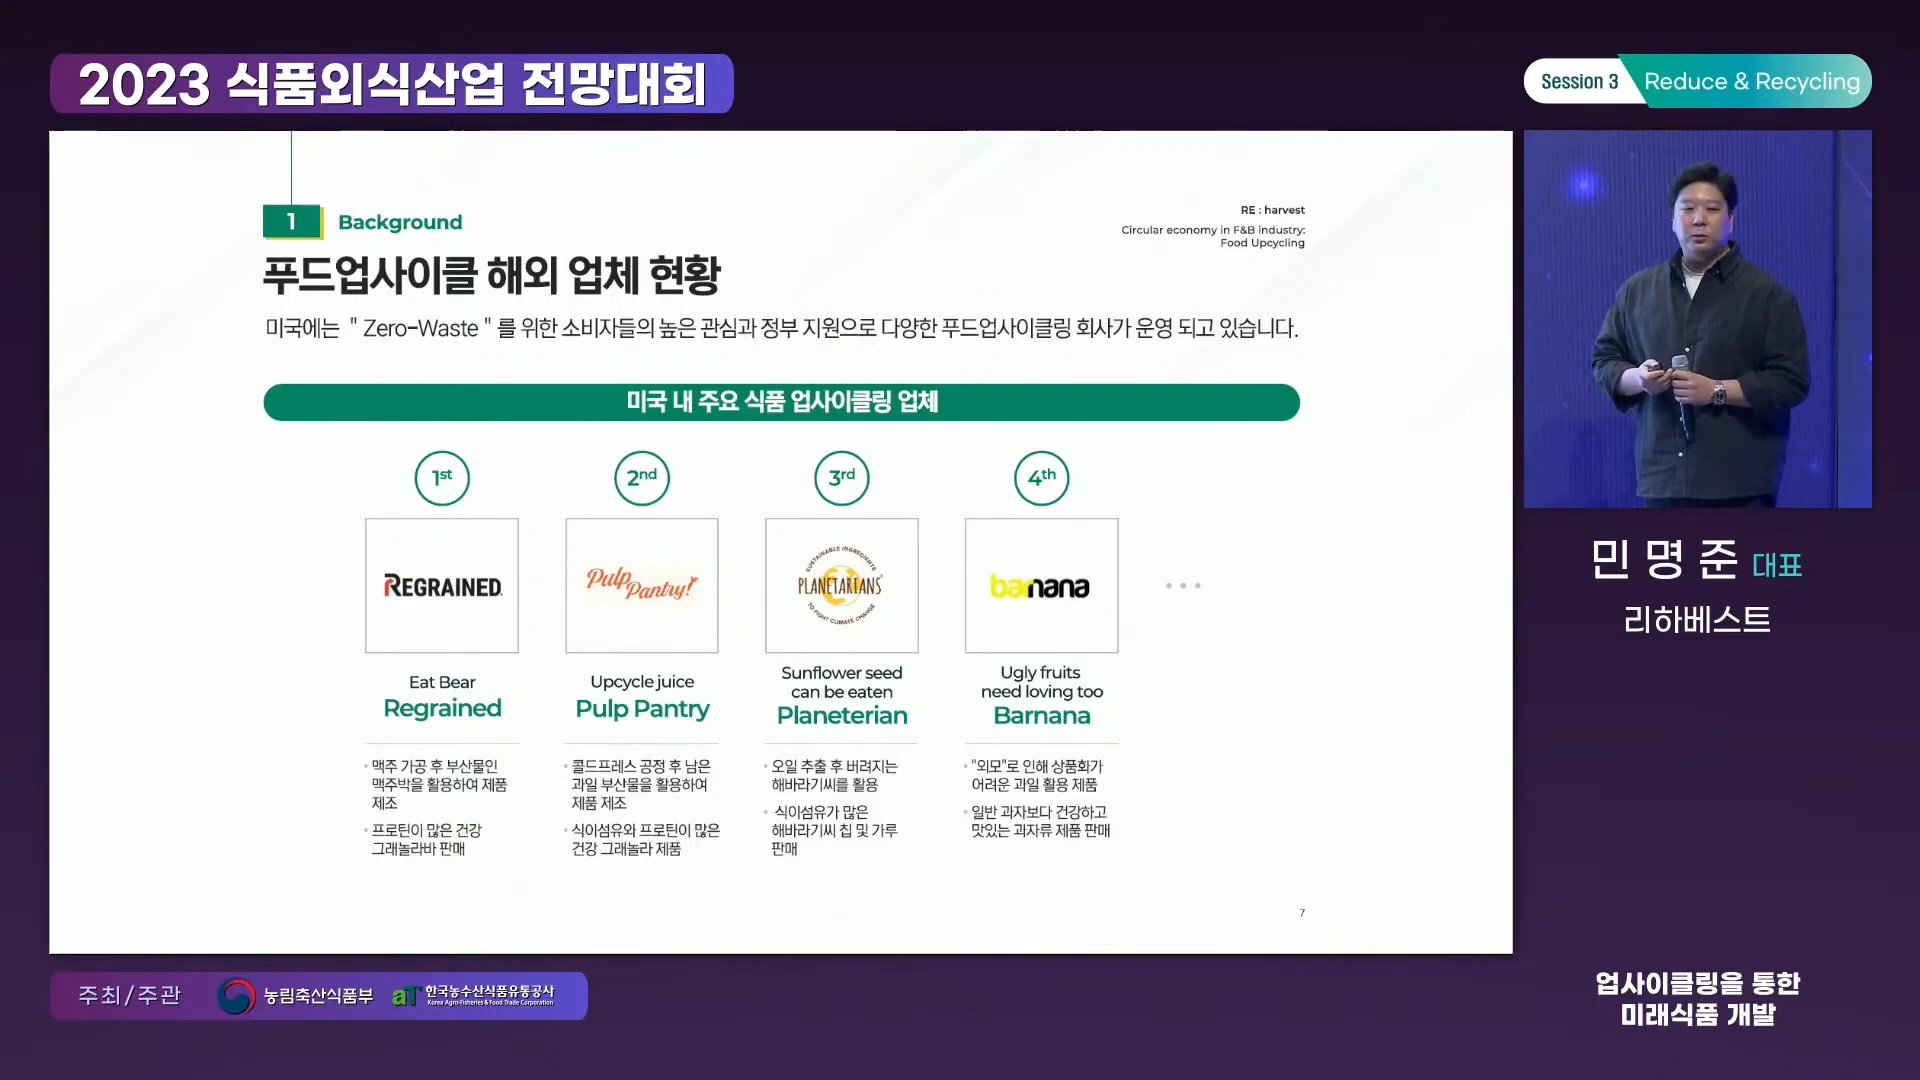 2023 식품외식산업 전망대회
Session 3 Reduce & Recycling
1 Background
RE : harvest
Circular economy in F&B industry:
Food Upcycling
푸드업사이클 해외 업체 현황
미국에는 " Zero-Waste " 를 위한 소비자들의 높은 관심과 정부 지원으로 다양한 푸드업사이클링 회사가 운영 되고 있습니다.
미국 내 주요 식품 업사이클링 업체
1st
REGRAINED
Eat Bear
Regrained
맥주 가공 후 부산물인
맥주박을 활용하여 제품
제조
프로틴이 많은 건강
그래놀라바 판매
2nd
Pulp Pantry!
Upcycle juice
Pulp Pantry
콜드프레스 공정 후 남은
과일 부산물을 활용하여
제품 제조
식이섬유와 프로틴이 많은
건강 그래놀라 제품
3rd
SUSTAINABLE INGREDIENTS
PLANETARIANS
TO FIGHT CLIMATE CHANGE
Sunflower seed
can be eaten
Planeterian
오일 추출 후 버려지는
해바라기씨를 활용
식이섬유가 많은
해바라기씨 칩 및 가루
판매
4th
barnana
Ugly fruits
need loving too
Barnana
"외모"로 인해 상품화가
어려운 과일 활용 제품
일반 과자보다 건강하고
맛있는 과자류 제품 판매
7
민명준 대표
리하베스트
업사이클링을 통한
미래식품 개발
주최/주관 농림축산식품부 aT 한국농수산식품유통공사
Korea Agro-Fisheries & Food Trade Corporation